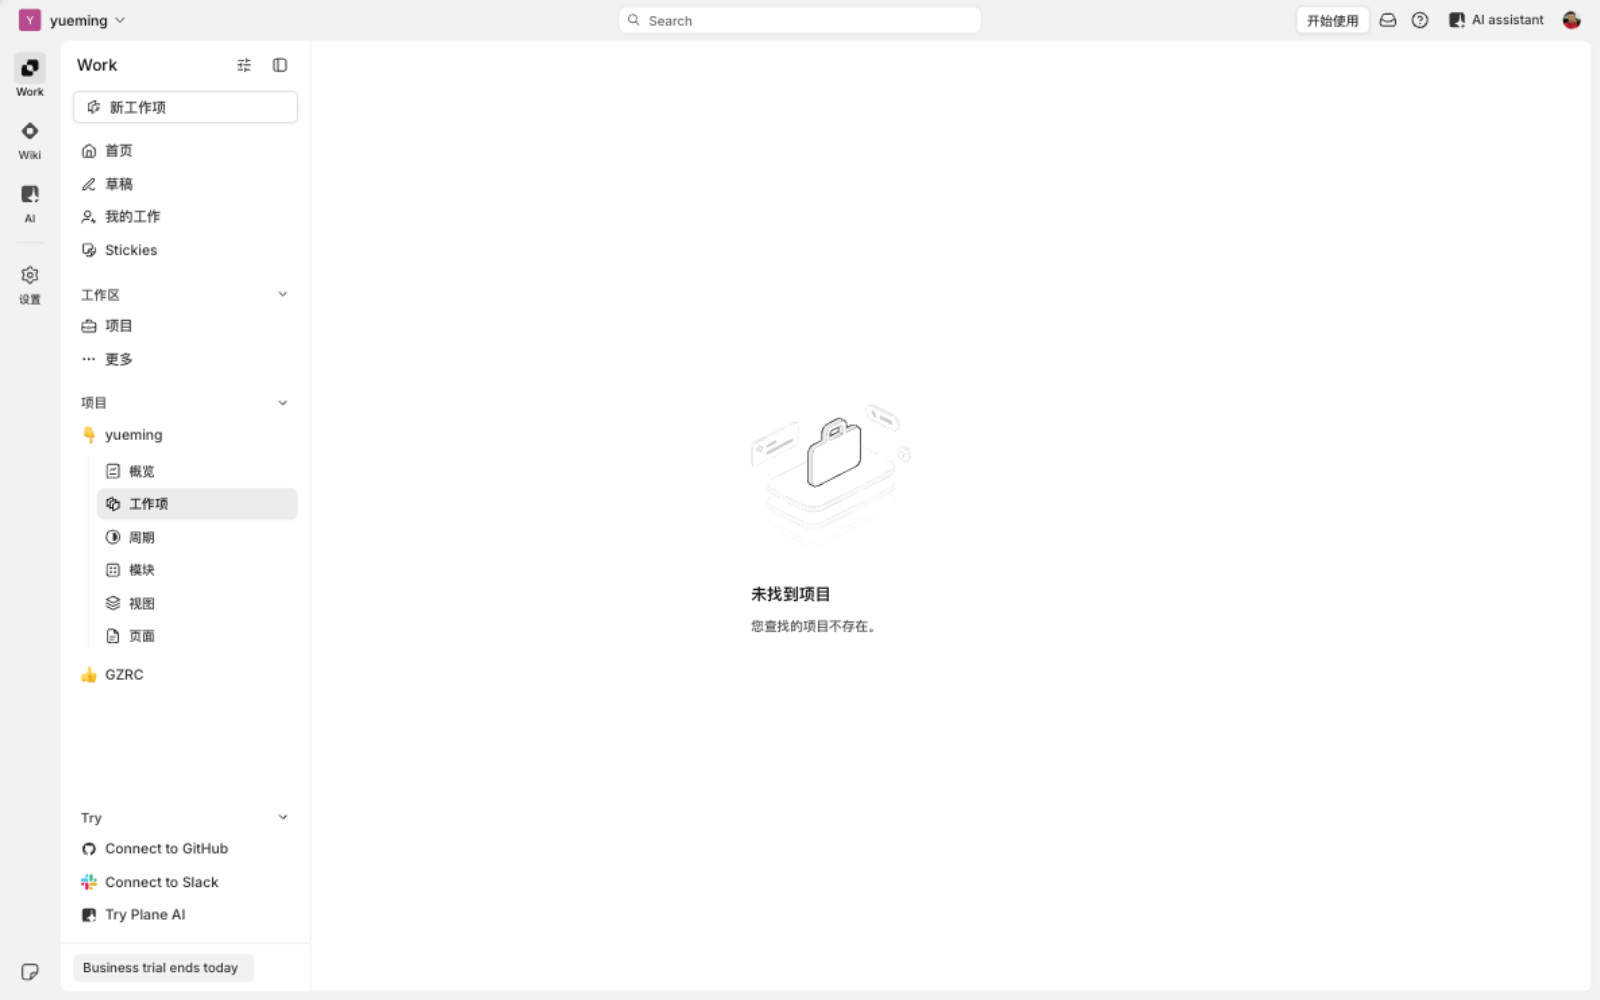 Y yueming
Search
开始使用
AI assistant
Work
Wiki
AI
设置
Work
新工作项
首页
草稿
我的工作
Stickies
工作区
项目
更多
项目
yueming
概览
工作项
周期
模块
视图
页面
GZRC
Try
Connect to GitHub
Connect to Slack
Try Plane AI
Business trial ends today
未找到项目
您查找的项目不存在。